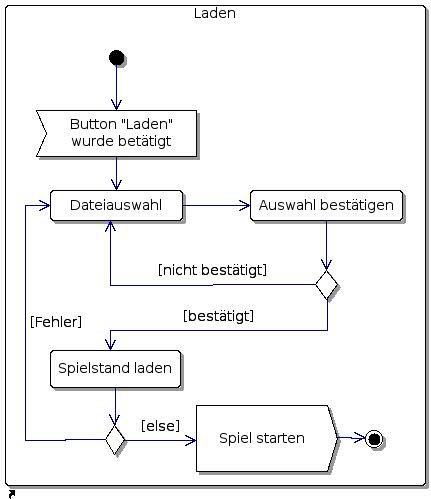 Laden
Button "Laden"
wurde betätigt
Dateiauswahl
Auswahl bestätigen
[nicht bestätigt]
[bestätigt]
[Fehler]
Spielstand laden
[else]
Spiel starten